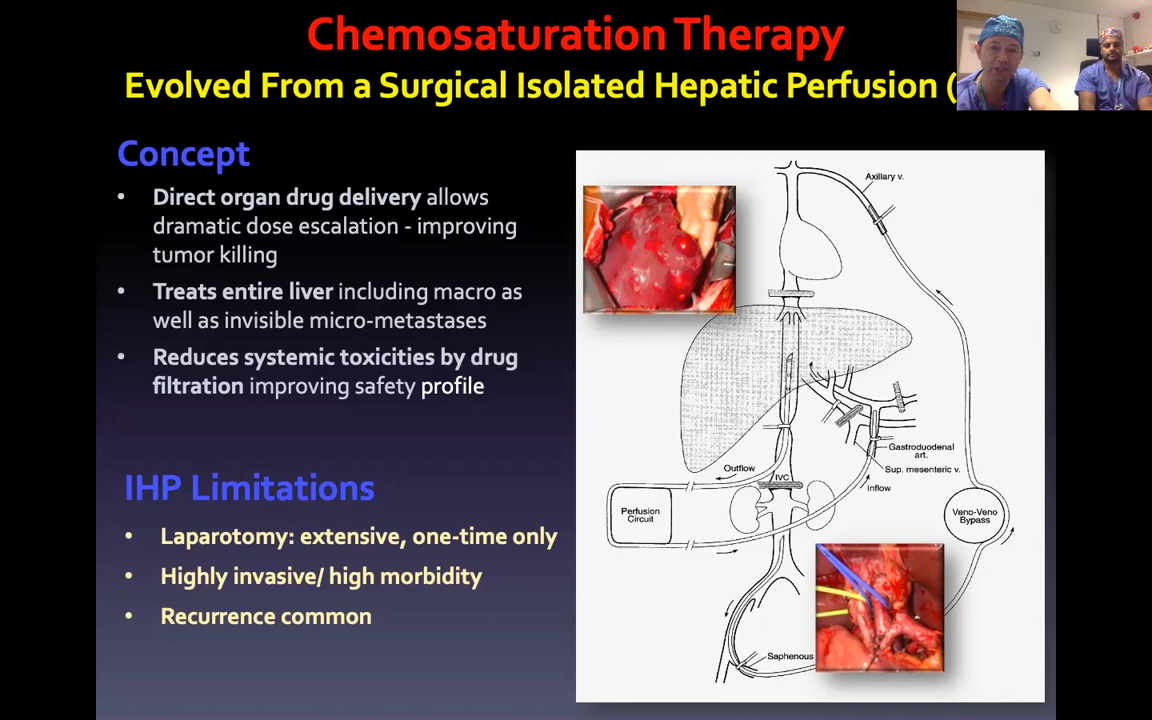 Chemosaturation Therapy
Evolved From a Surgical Isolated Hepatic Perfusion (
Concept
• Direct organ drug delivery allows
dramatic dose escalation - improving
tumor killing
• Treats entire liver including macro as
well as invisible micro-metastases
• Reduces systemic toxicities by drug
filtration improving safety profile
IHP Limitations
• Laparotomy: extensive, one-time only
• Highly invasive/ high morbidity
• Recurrence common
Axillary v.
Gastroduodenal
art.
Sup. mesenteric v.
Outflow
IVC
Inflow
Perfusion
Circuit
Veno-Veno
Bypass
Saphenous